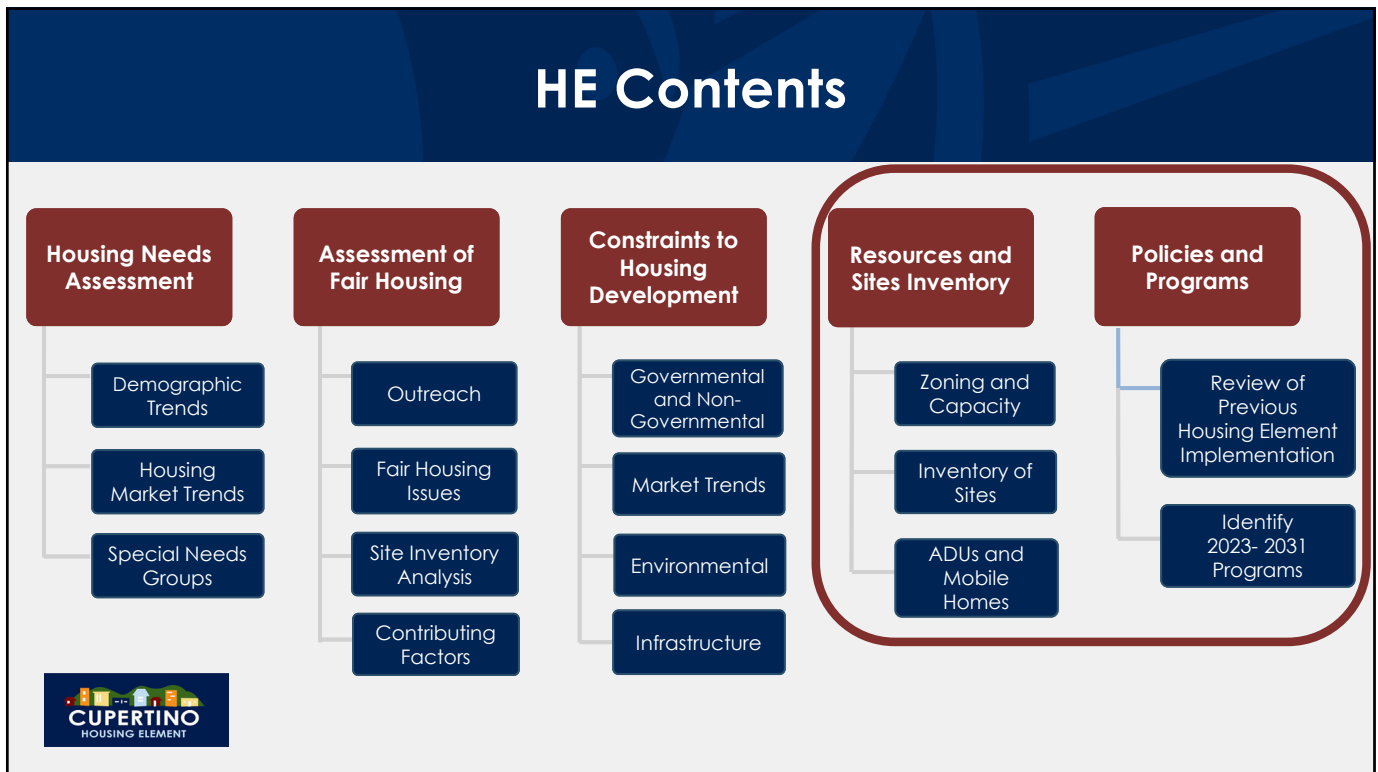 HE Contents
Housing Needs
Assessment
Demographic
Trends
Housing
Market Trends
Special Needs
Groups
Assessment of
Fair Housing
Outreach
Fair Housing
Issues
Site Inventory
Analysis
Contributing
Factors
Constraints to
Housing
Development
Governmental
and Non-
Governmental
Market Trends
Environmental
Infrastructure
Resources and
Sites Inventory
Zoning and
Capacity
Inventory of
Sites
ADUs and
Mobile
Homes
Policies and
Programs
Review of
Previous
Housing Element
Implementation
Identify
2023- 2031
Programs
CUPERTINO
HOUSING ELEMENT